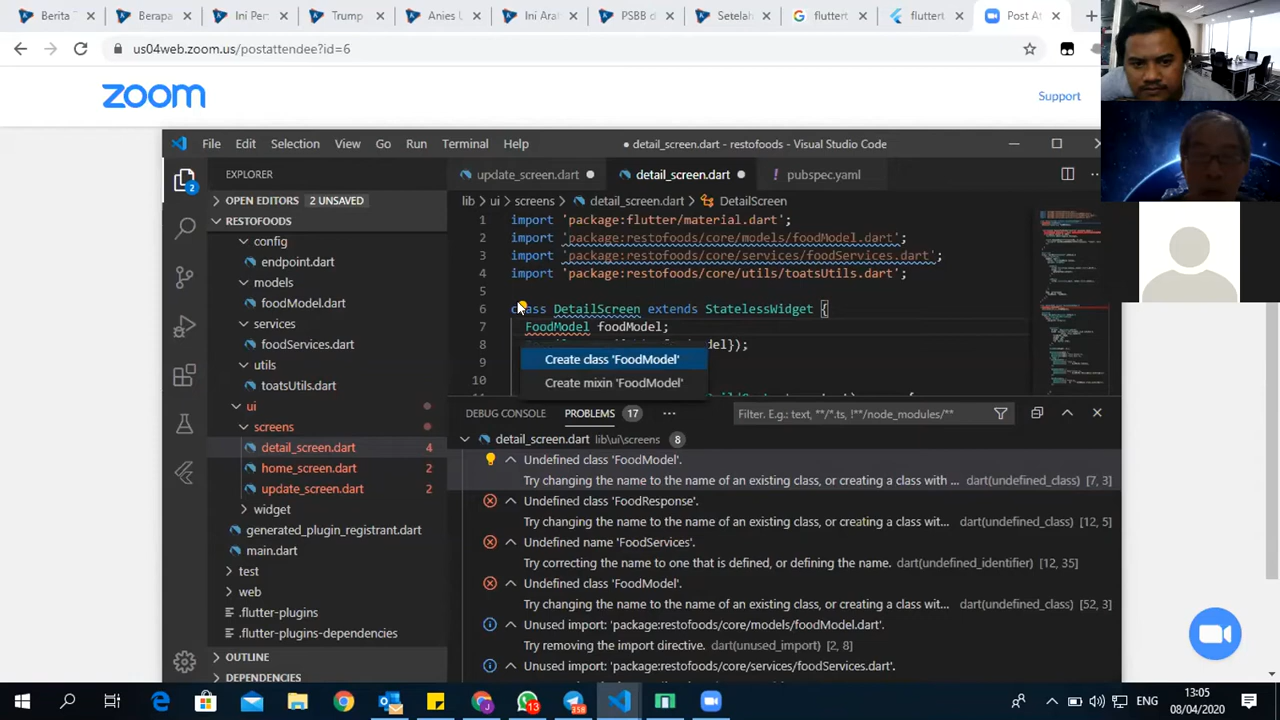 Berita T
Berapa
Ini Per
Trump
Anies U
Ini Aral
PSBB d
Setelah
fluttert
fluttert
Post At
us04web.zoom.us/postattendee?id=6
zoom
Support
File Edit Selection View Go Run Terminal Help
● detail_screen.dart - restofoods - Visual Studio Code
EXPLORER
update_screen.dart
detail_screen.dart
pubspec.yaml
2
OPEN EDITORS 2 UNSAVED
lib > ui > screens > detail_screen.dart > DetailScreen
RESTOFOODS
config
endpoint.dart
models
foodModel.dart
services
foodServices.dart
utils
toatsUtils.dart
ui
screens
detail_screen.dart 4
home_screen.dart 2
update_screen.dart 2
widget
generated_plugin_registrant.dart
main.dart
test
web
.flutter-plugins
.flutter-plugins-dependencies
OUTLINE
DEPENDENCIES
1 import 'package:flutter/material.dart';
2 import 'package:restofoods/core/models/foodModel.dart';
3 import 'package:restofoods/core/services/foodServices.dart';
4 import 'package:restofoods/core/utils/toatsUtils.dart';
5
6 class DetailScreen extends StatelessWidget {
7 FoodModel foodModel;
8 });
Create class 'FoodModel'
Create mixin 'FoodModel'
10
DEBUG CONSOLE PROBLEMS 17 ...
Filter. E.g.: text, **/*.ts, !**/node_modules/**
detail_screen.dart lib\ui\screens 8
Undefined class 'FoodModel'.
Try changing the name to the name of an existing class, or creating a class with ... dart(undefined_class) [7, 3]
Undefined class 'FoodResponse'.
Try changing the name to the name of an existing class, or creating a class wit... dart(undefined_class) [12, 5]
Undefined name 'FoodServices'.
Try correcting the name to one that is defined, or defining the name. dart(undefined_identifier) [12, 35]
Undefined class 'FoodModel'.
Try changing the name to the name of an existing class, or creating a class wit... dart(undefined_class) [52, 3]
Unused import: 'package:restofoods/core/models/foodModel.dart'.
Try removing the import directive. dart(unused_import) [2, 8]
Unused import: 'package:restofoods/core/services/foodServices.dart'.
13
358
ENG
13:05
08/04/2020